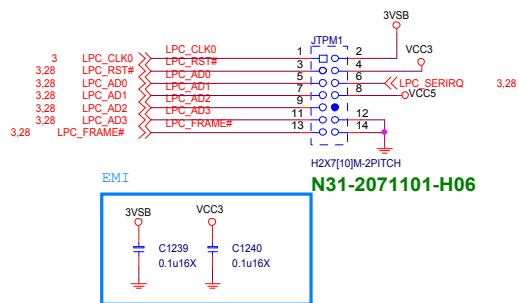 3VSB
JTPM1
VCC3
3 LPC_CLK0 LPC_CLK0 1 2
3,28 LPC_RST# LPC_RST# 3 4
3,28 LPC_AD0 LPC_AD0 5 6 LPC_SERIRQ 3,28
3,28 LPC_AD1 LPC_AD1 7 8 VCC5
3,28 LPC_AD2 LPC_AD2 9
3,28 LPC_AD3 LPC_AD3 11 12
3,28 LPC_FRAME# LPC_FRAME# 13 14
H2X7[10]M-2PITCH
N31-2071101-H06
EMI
3VSB VCC3
C1239 C1240
0.1u16X 0.1u16X